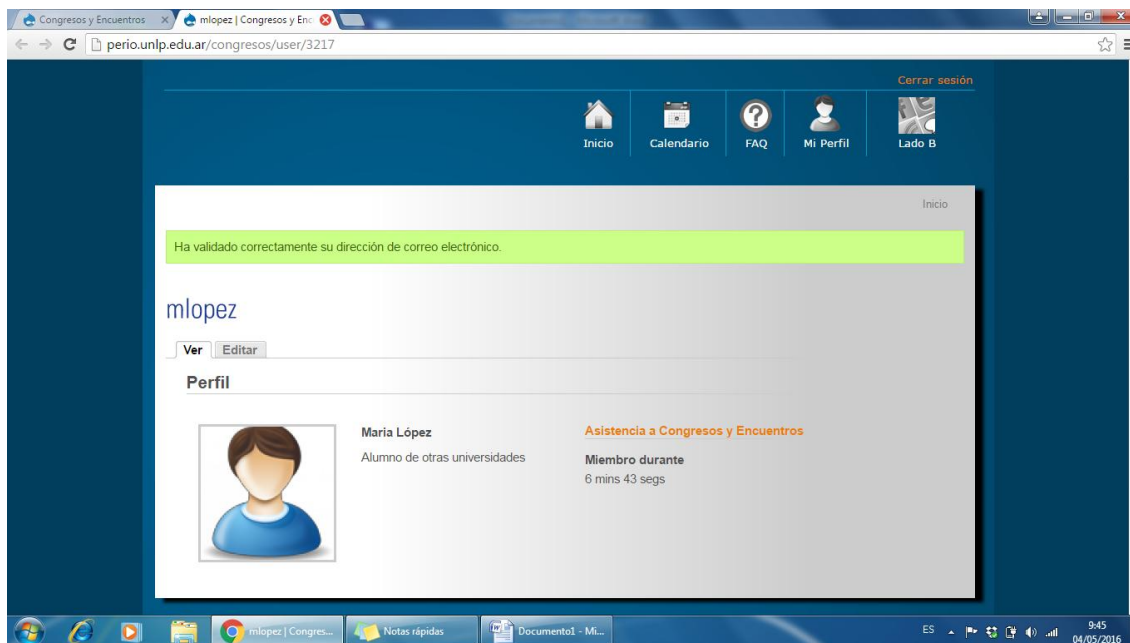 Congresos y Encuentros
mlopez | Congresos y Enc
perio.unlp.edu.ar/congresos/user/3217
Cerrar sesión
Inicio
Calendario
FAQ
Mi Perfil
Lado B
Inicio
Ha validado correctamente su dirección de correo electrónico.
mlopez
Ver
Editar
Perfil
Maria López
Alumno de otras universidades
Asistencia a Congresos y Encuentros
Miembro durante
6 mins 43 segs
mlopez | Congres...
Notas rápidas
Documento1 - Mi...
ES
9:45
04/05/2016